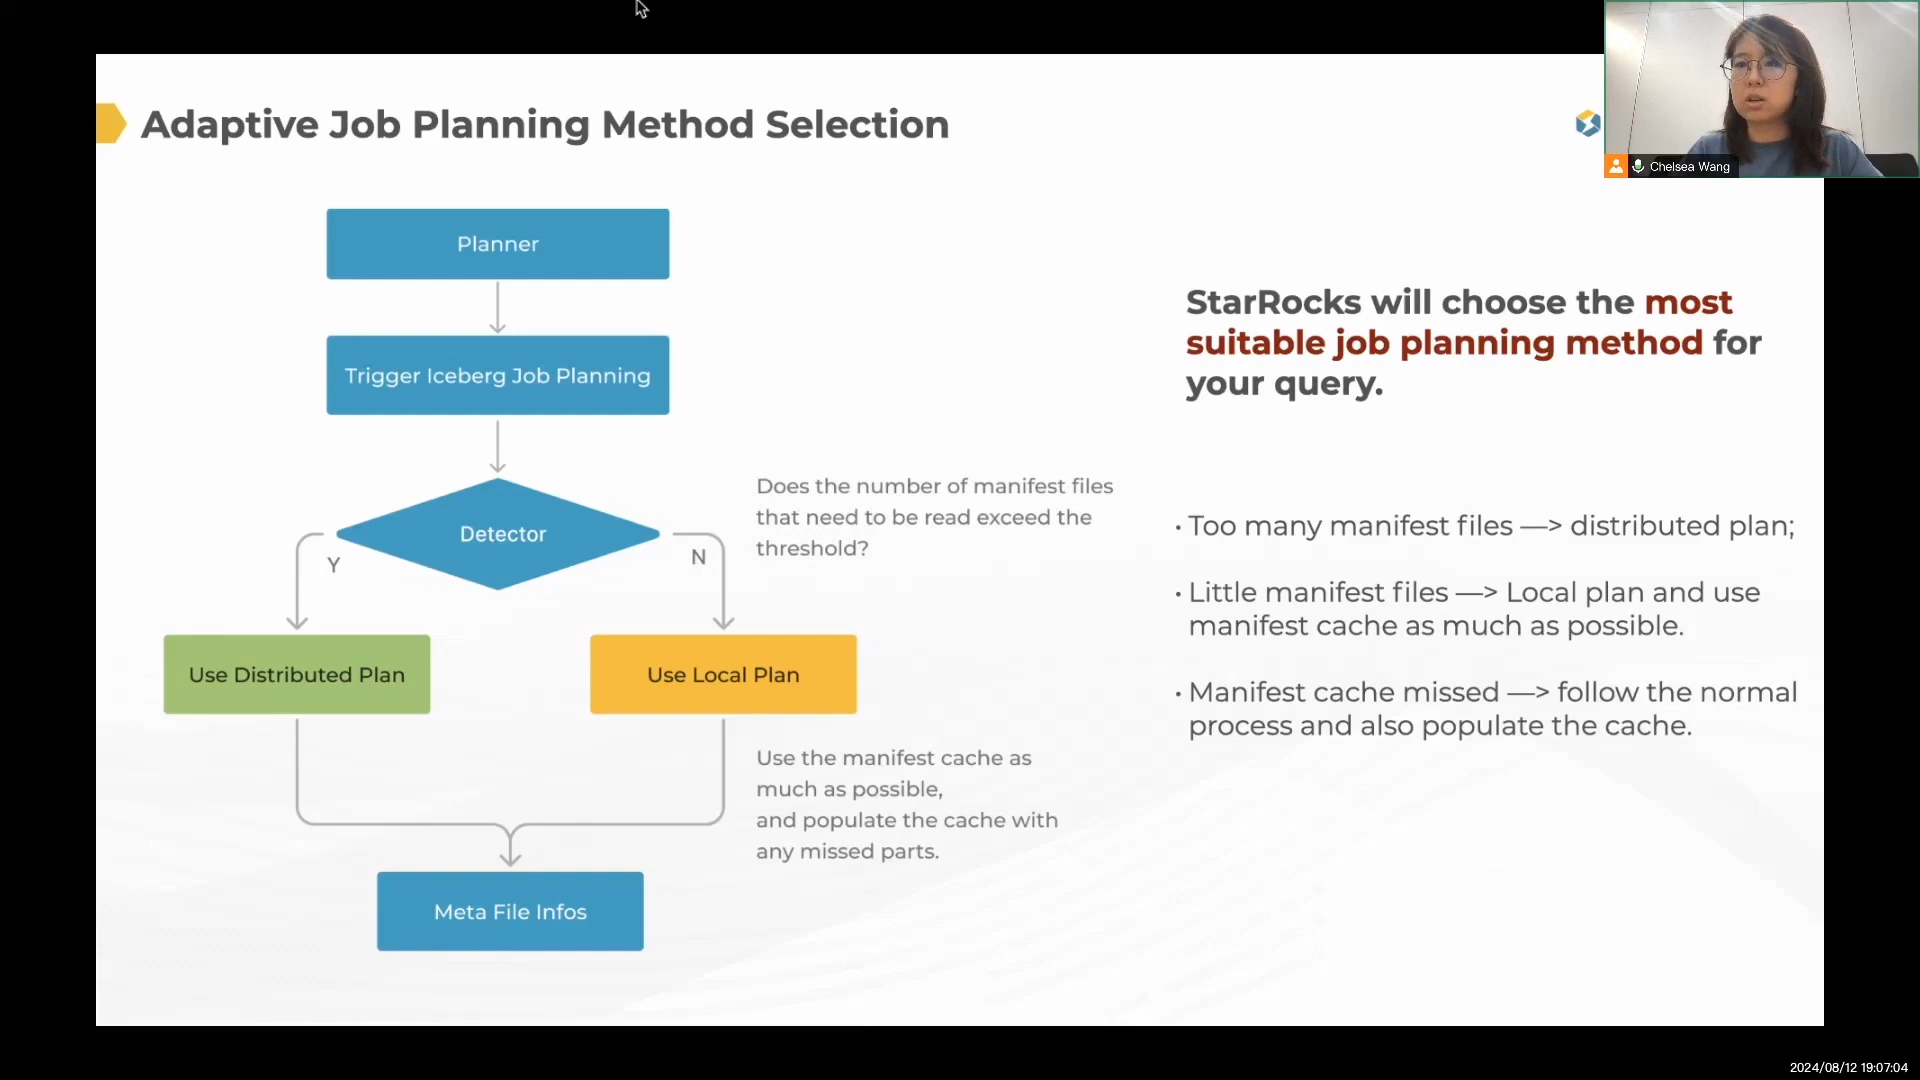 Adaptive Job Planning Method Selection
Chelsea Wang
Planner
Trigger Iceberg Job Planning
Detector
Y
N
Does the number of manifest files
that need to be read exceed the
threshold?
Use Distributed Plan
Use Local Plan
Use the manifest cache as
much as possible,
and populate the cache with
any missed parts.
Meta File Infos
StarRocks will choose the most
suitable job planning method for
your query.
• Too many manifest files —> distributed plan;
• Little manifest files —> Local plan and use
manifest cache as much as possible.
• Manifest cache missed —> follow the normal
process and also populate the cache.
2024/08/12 19:07:04